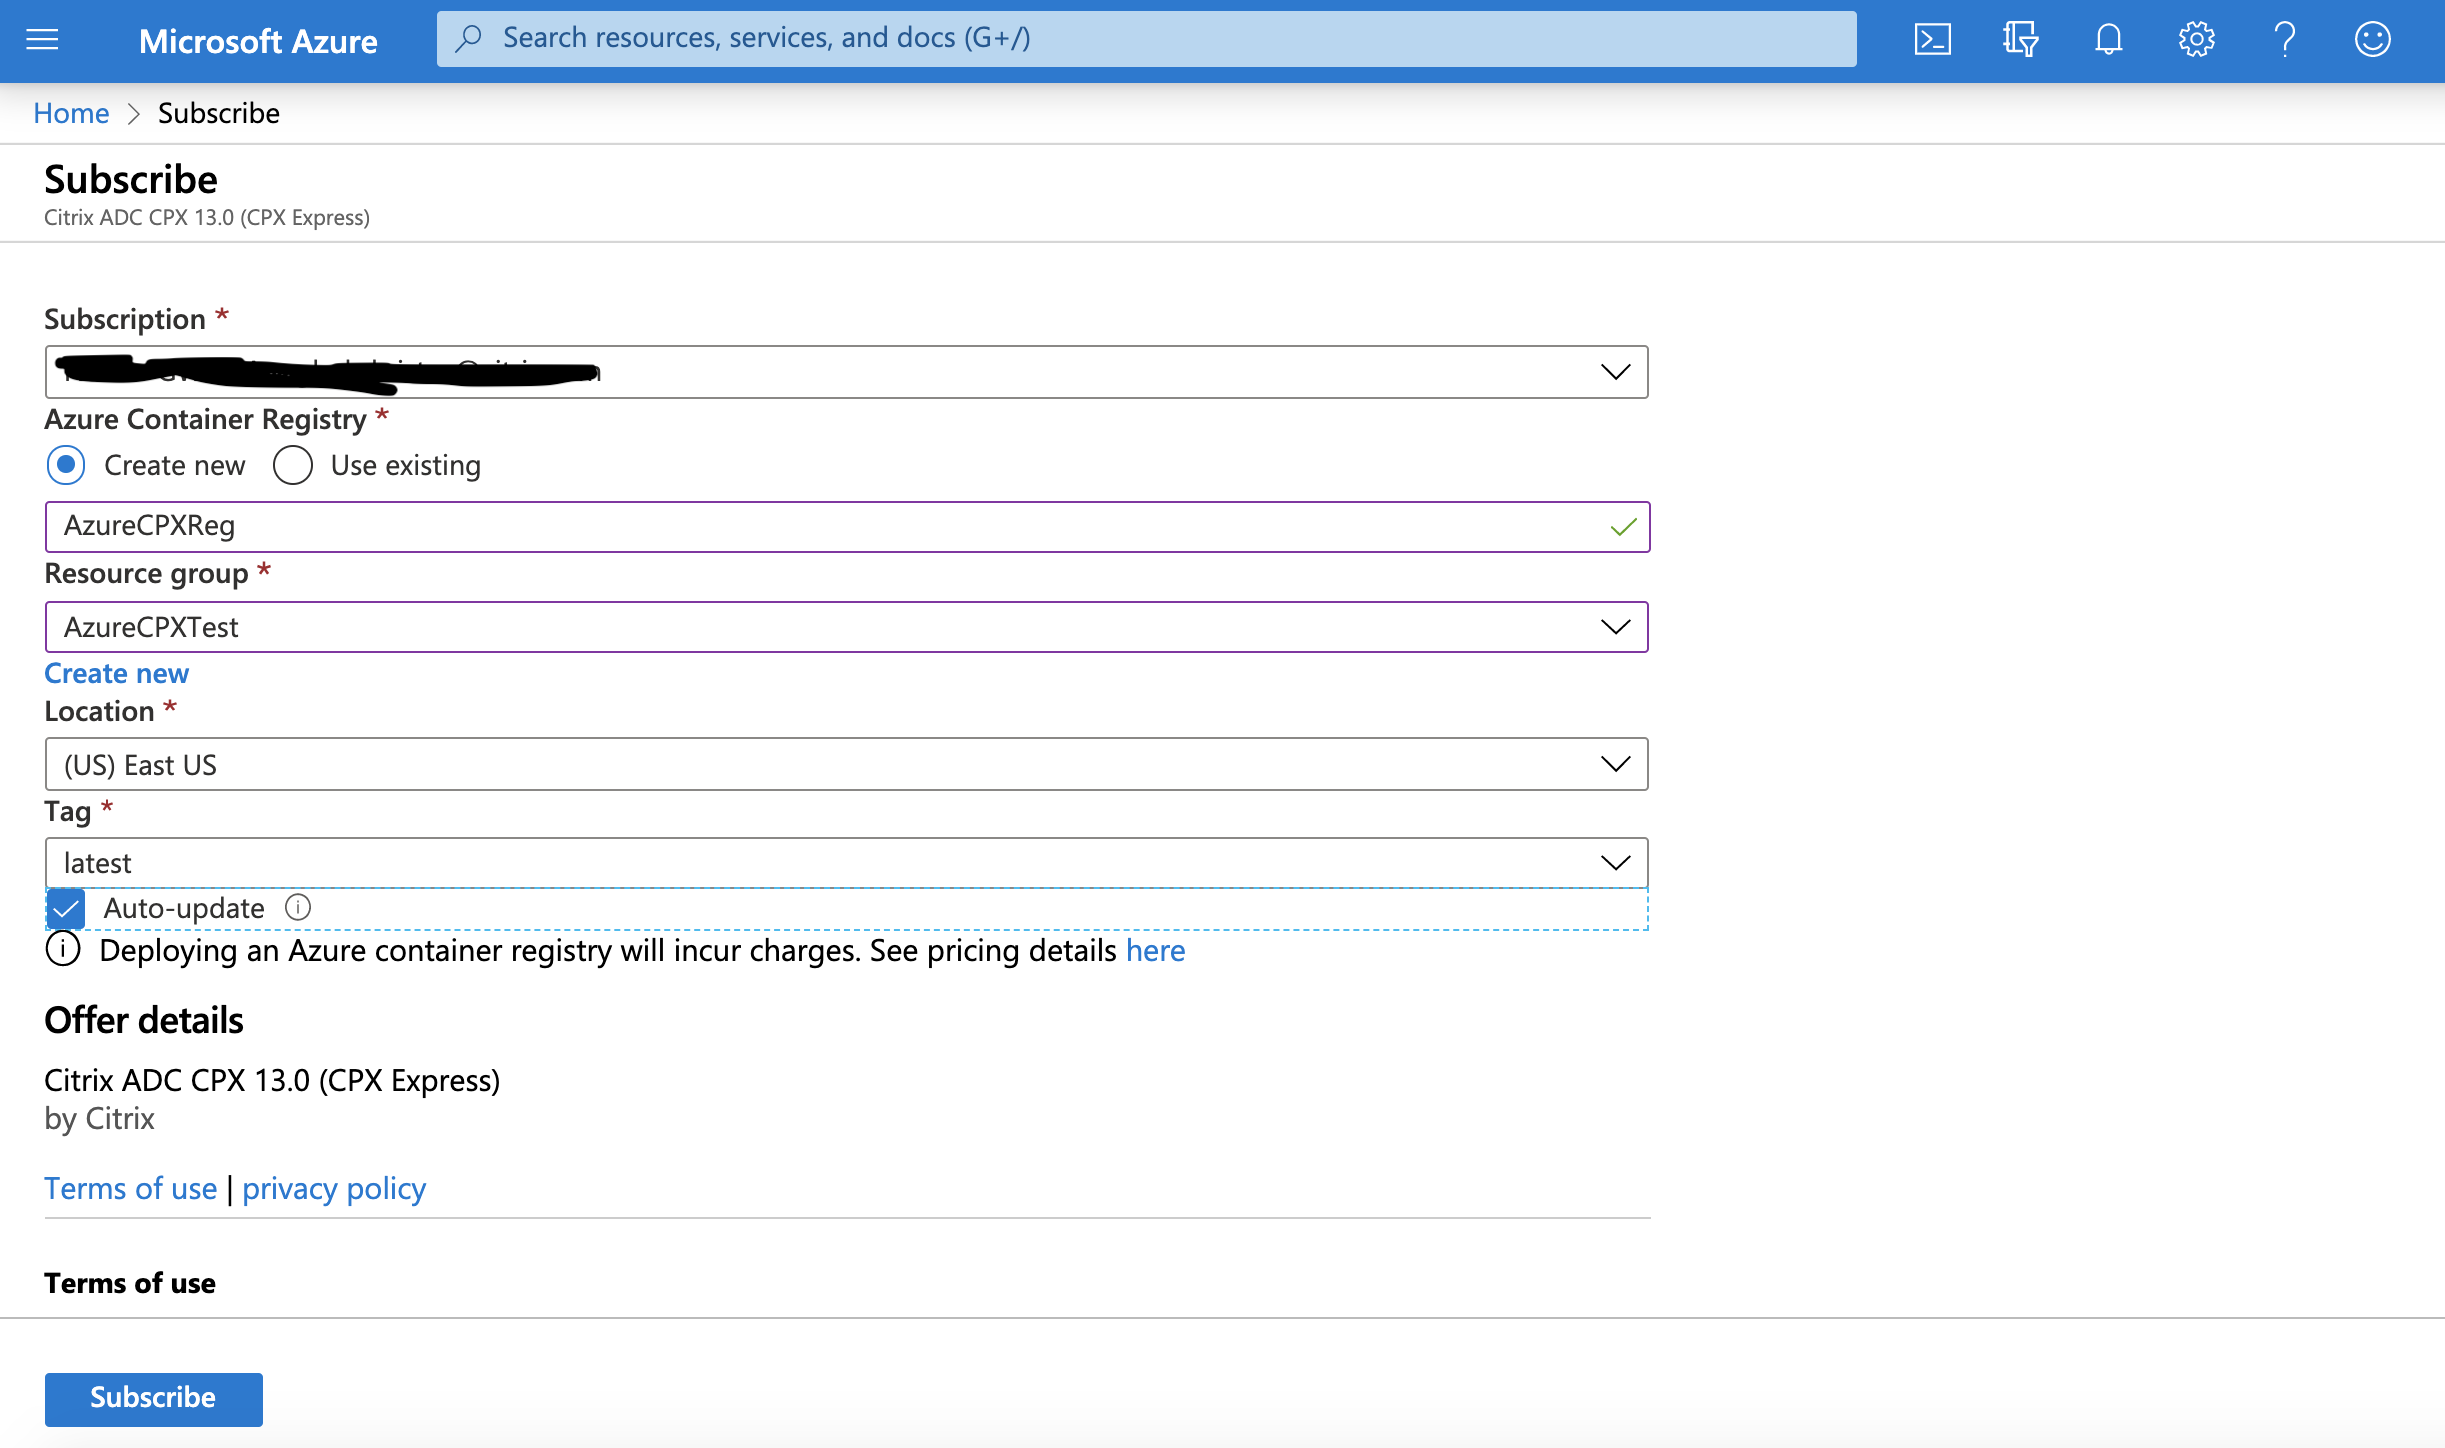 Microsoft Azure
Search resources, services, and docs (G+/)
Home > Subscribe
Subscribe
Citrix ADC CPX 13.0 (CPX Express)
Subscription *
Azure Container Registry *
Create new Use existing
AzureCPXReg
Resource group *
AzureCPXTest
Create new
Location *
(US) East US
Tag *
latest
Auto-update
Deploying an Azure container registry will incur charges. See pricing details here
Offer details
Citrix ADC CPX 13.0 (CPX Express)
by Citrix
Terms of use | privacy policy
Terms of use
Subscribe